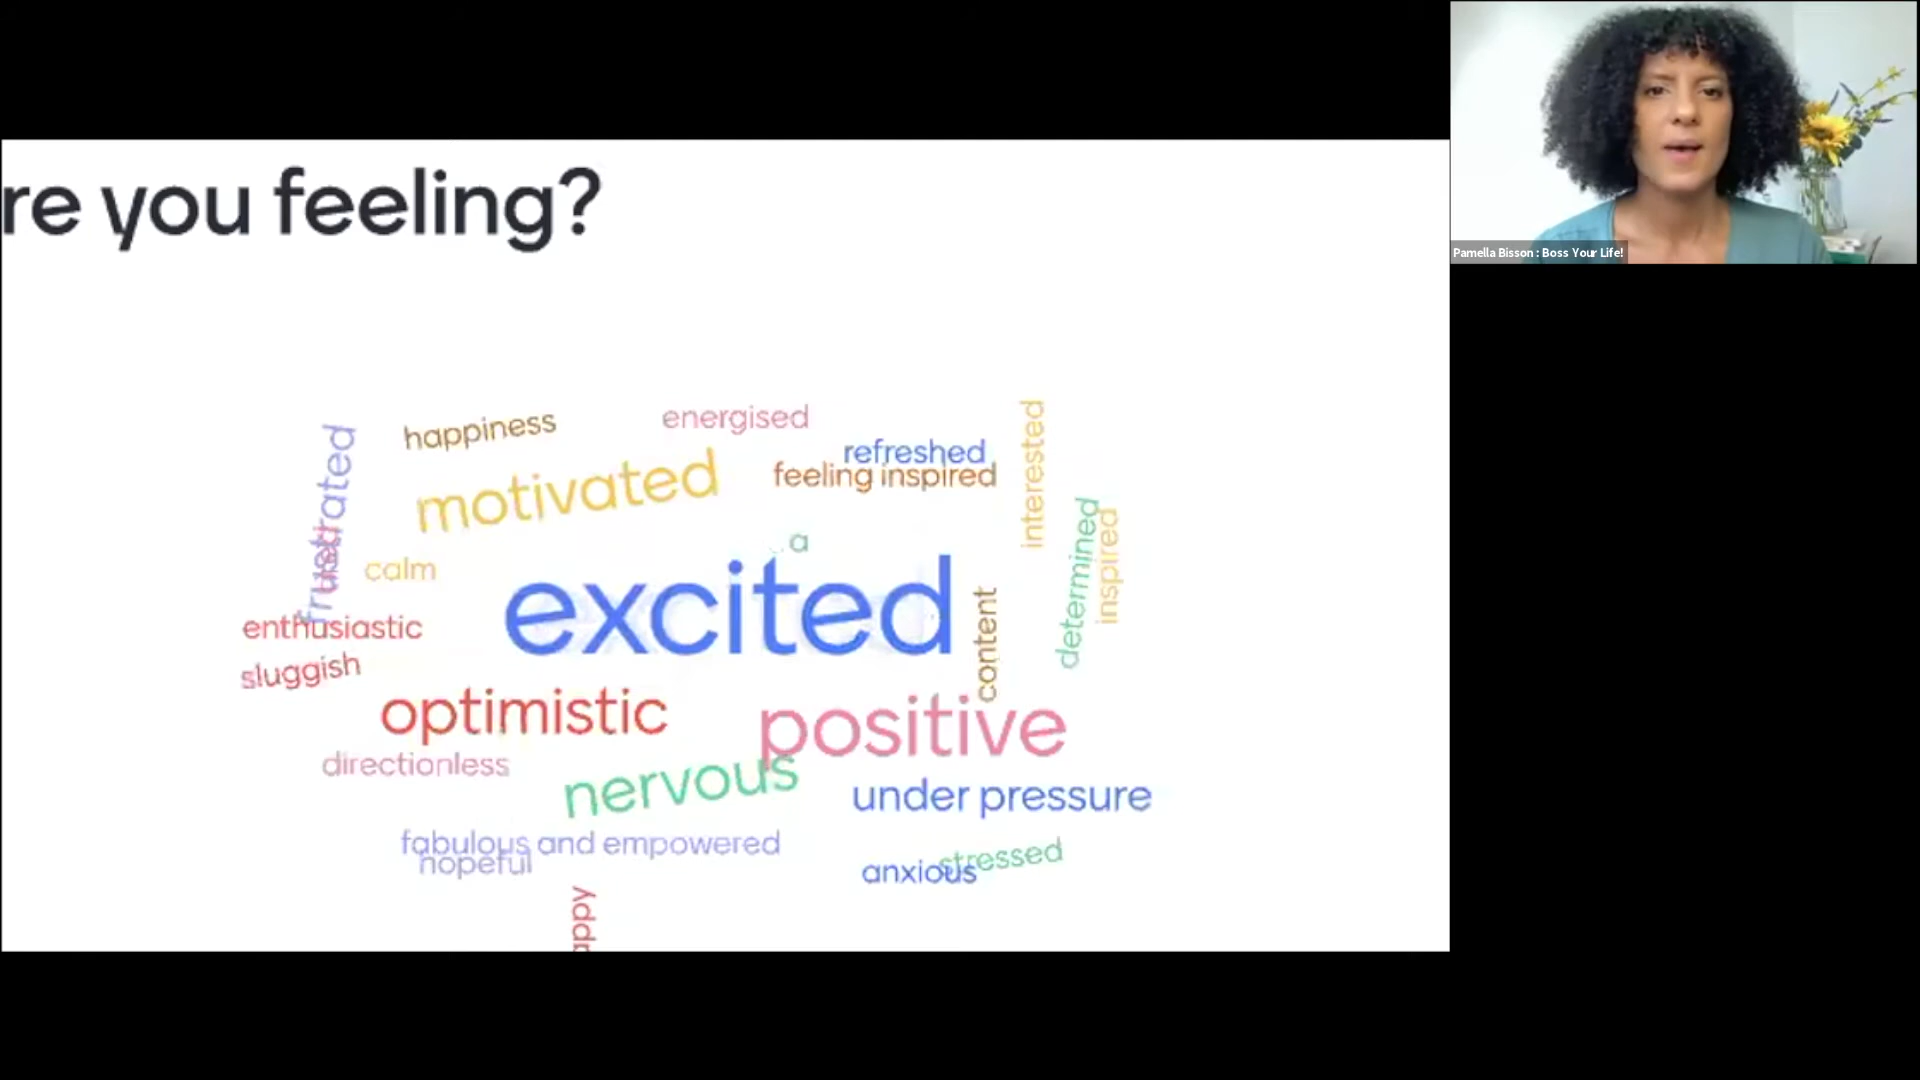 re you feeling?
Pamella Bisson : Boss Your Life!
happiness
energised
interested
frustrated
refreshed
motivated
feeling inspired
a
determined
inspired
calm
excited
content
enthusiastic
sluggish
optimistic
positive
directionless
nervous
under pressure
fabulous and empowered
hopeful
stressed
anxious
appy